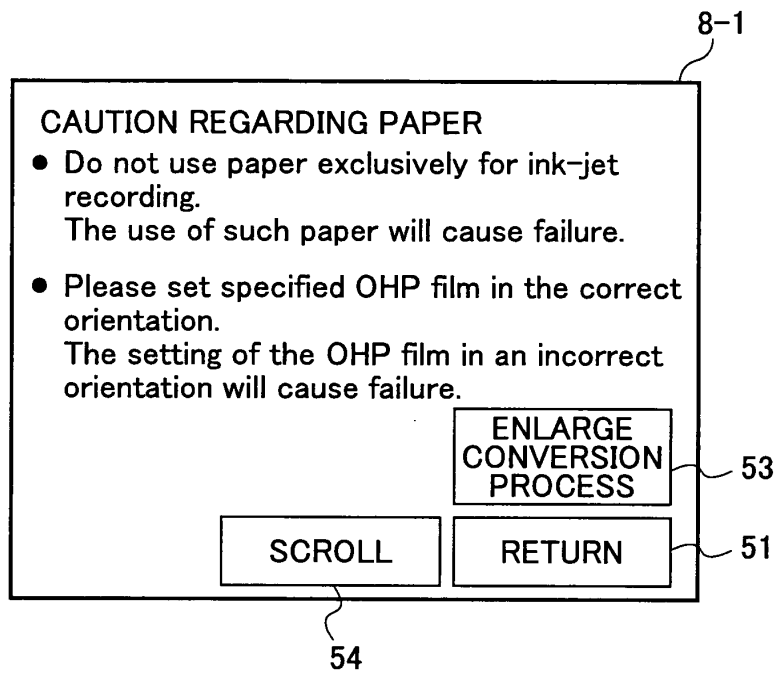 8-1
CAUTION REGARDING PAPER
● Do not use paper exclusively for ink-jet
recording.
The use of such paper will cause failure.
● Please set specified OHP film in the correct
orientation.
The setting of the OHP film in an incorrect
orientation will cause failure.
ENLARGE
CONVERSION
PROCESS
53
SCROLL
RETURN
51
54